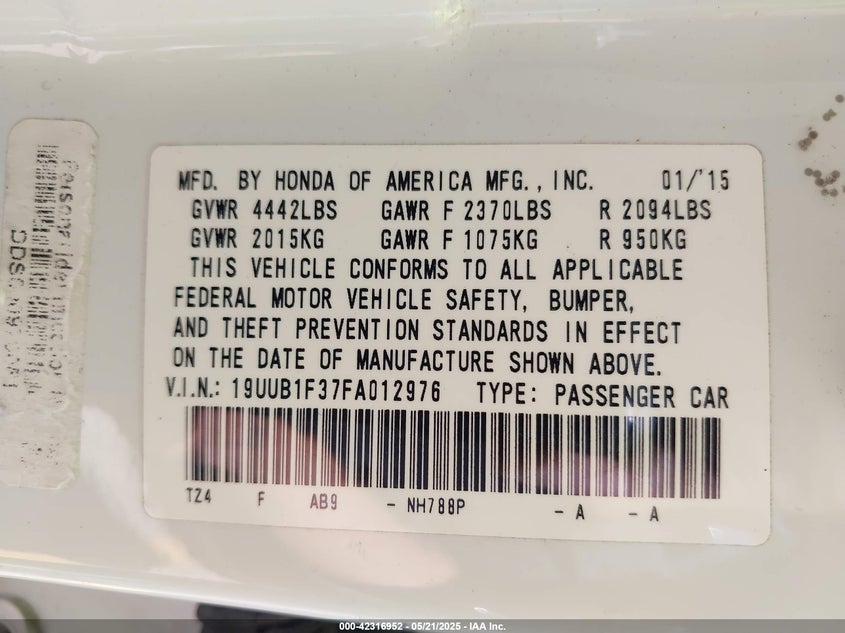 MFD. BY HONDA OF AMERICA MFG., INC. 01/'15
GVWR 4442LBS GAWR F 2370LBS R 2094LBS
GVWR 2015KG GAWR F 1075KG R 950KG
THIS VEHICLE CONFORMS TO ALL APPLICABLE
FEDERAL MOTOR VEHICLE SAFETY, BUMPER,
AND THEFT PREVENTION STANDARDS IN EFFECT
ON THE DATE OF MANUFACTURE SHOWN ABOVE.
V.I.N.: 19UUB1F37FA012976 TYPE: PASSENGER CAR
TZ4 F AB9 - NH788P - A - A
000-42316952 — 05/21/2025 — IAA Inc.